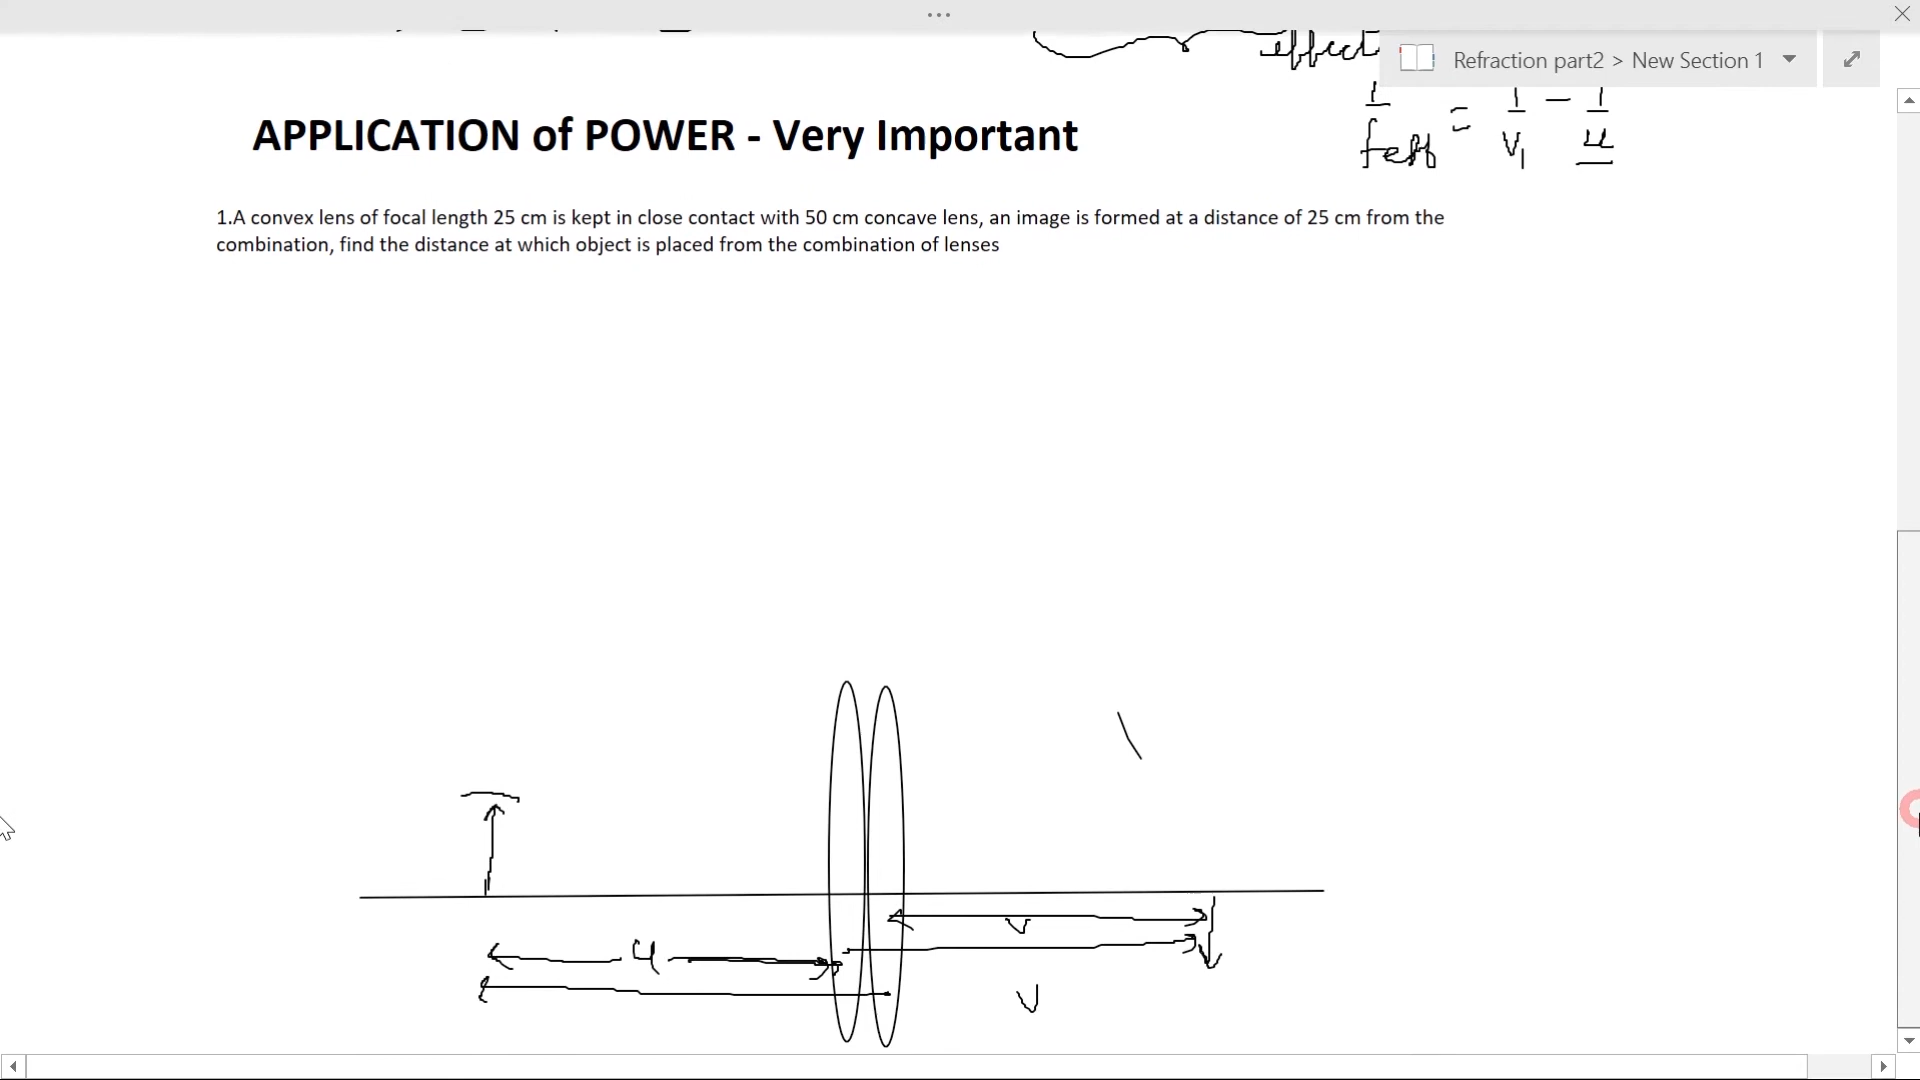 effect
Refraction part2 > New Section 1
1 = 1 - 1
feff v1 u
APPLICATION of POWER - Very Important
1.A convex lens of focal length 25 cm is kept in close contact with 50 cm concave lens, an image is formed at a distance of 25 cm from the
combination, find the distance at which object is placed from the combination of lenses
v
u
v